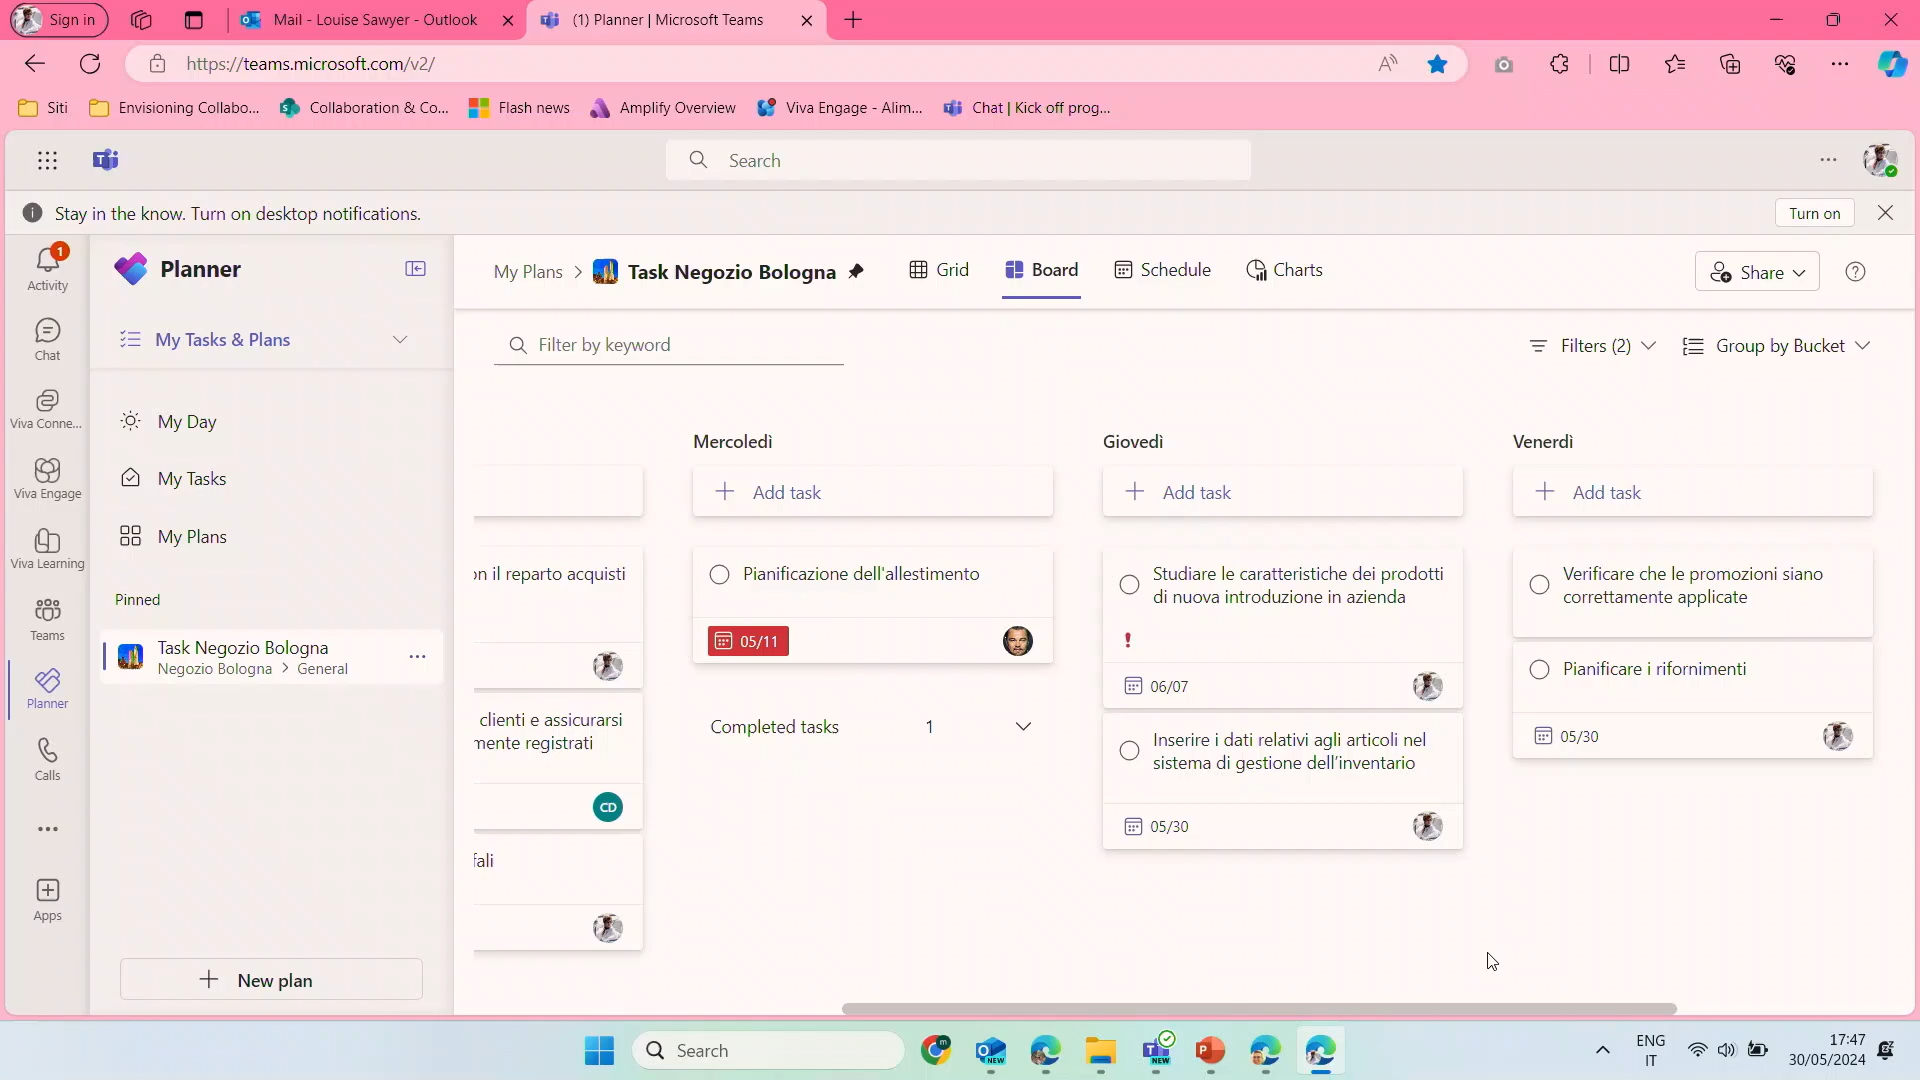 Sign in
Mail - Louise Sawyer - Outlook
(1) Planner | Microsoft Teams
https://teams.microsoft.com/v2/
Siti
Envisioning Collabo...
Collaboration & Co...
Flash news
Amplify Overview
Viva Engage - Alim...
Chat | Kick off prog...
Search
Stay in the know. Turn on desktop notifications.
Turn on
1
Activity
Chat
Viva Conne...
Viva Engage
Viva Learning
Teams
Planner
Calls
Apps
Planner
My Tasks & Plans
My Day
My Tasks
My Plans
Pinned
Task Negozio Bologna
Negozio Bologna > General
New plan
My Plans > Task Negozio Bologna
Grid
Board
Schedule
Charts
Share
Filter by keyword
Filters (2)
Group by Bucket
on il reparto acquisti
clienti e assicurarsi
mente registrati
CD
fali
Mercoledì
Add task
Pianificazione dell'allestimento
05/11
Completed tasks 1
Giovedì
Add task
Studiare le caratteristiche dei prodotti
di nuova introduzione in azienda
06/07
Inserire i dati relativi agli articoli nel
sistema di gestione dell'inventario
05/30
Venerdì
Add task
Verificare che le promozioni siano
correttamente applicate
Pianificare i rifornimenti
05/30
Search
NEW
NEW
ENG
IT
17:47
30/05/2024